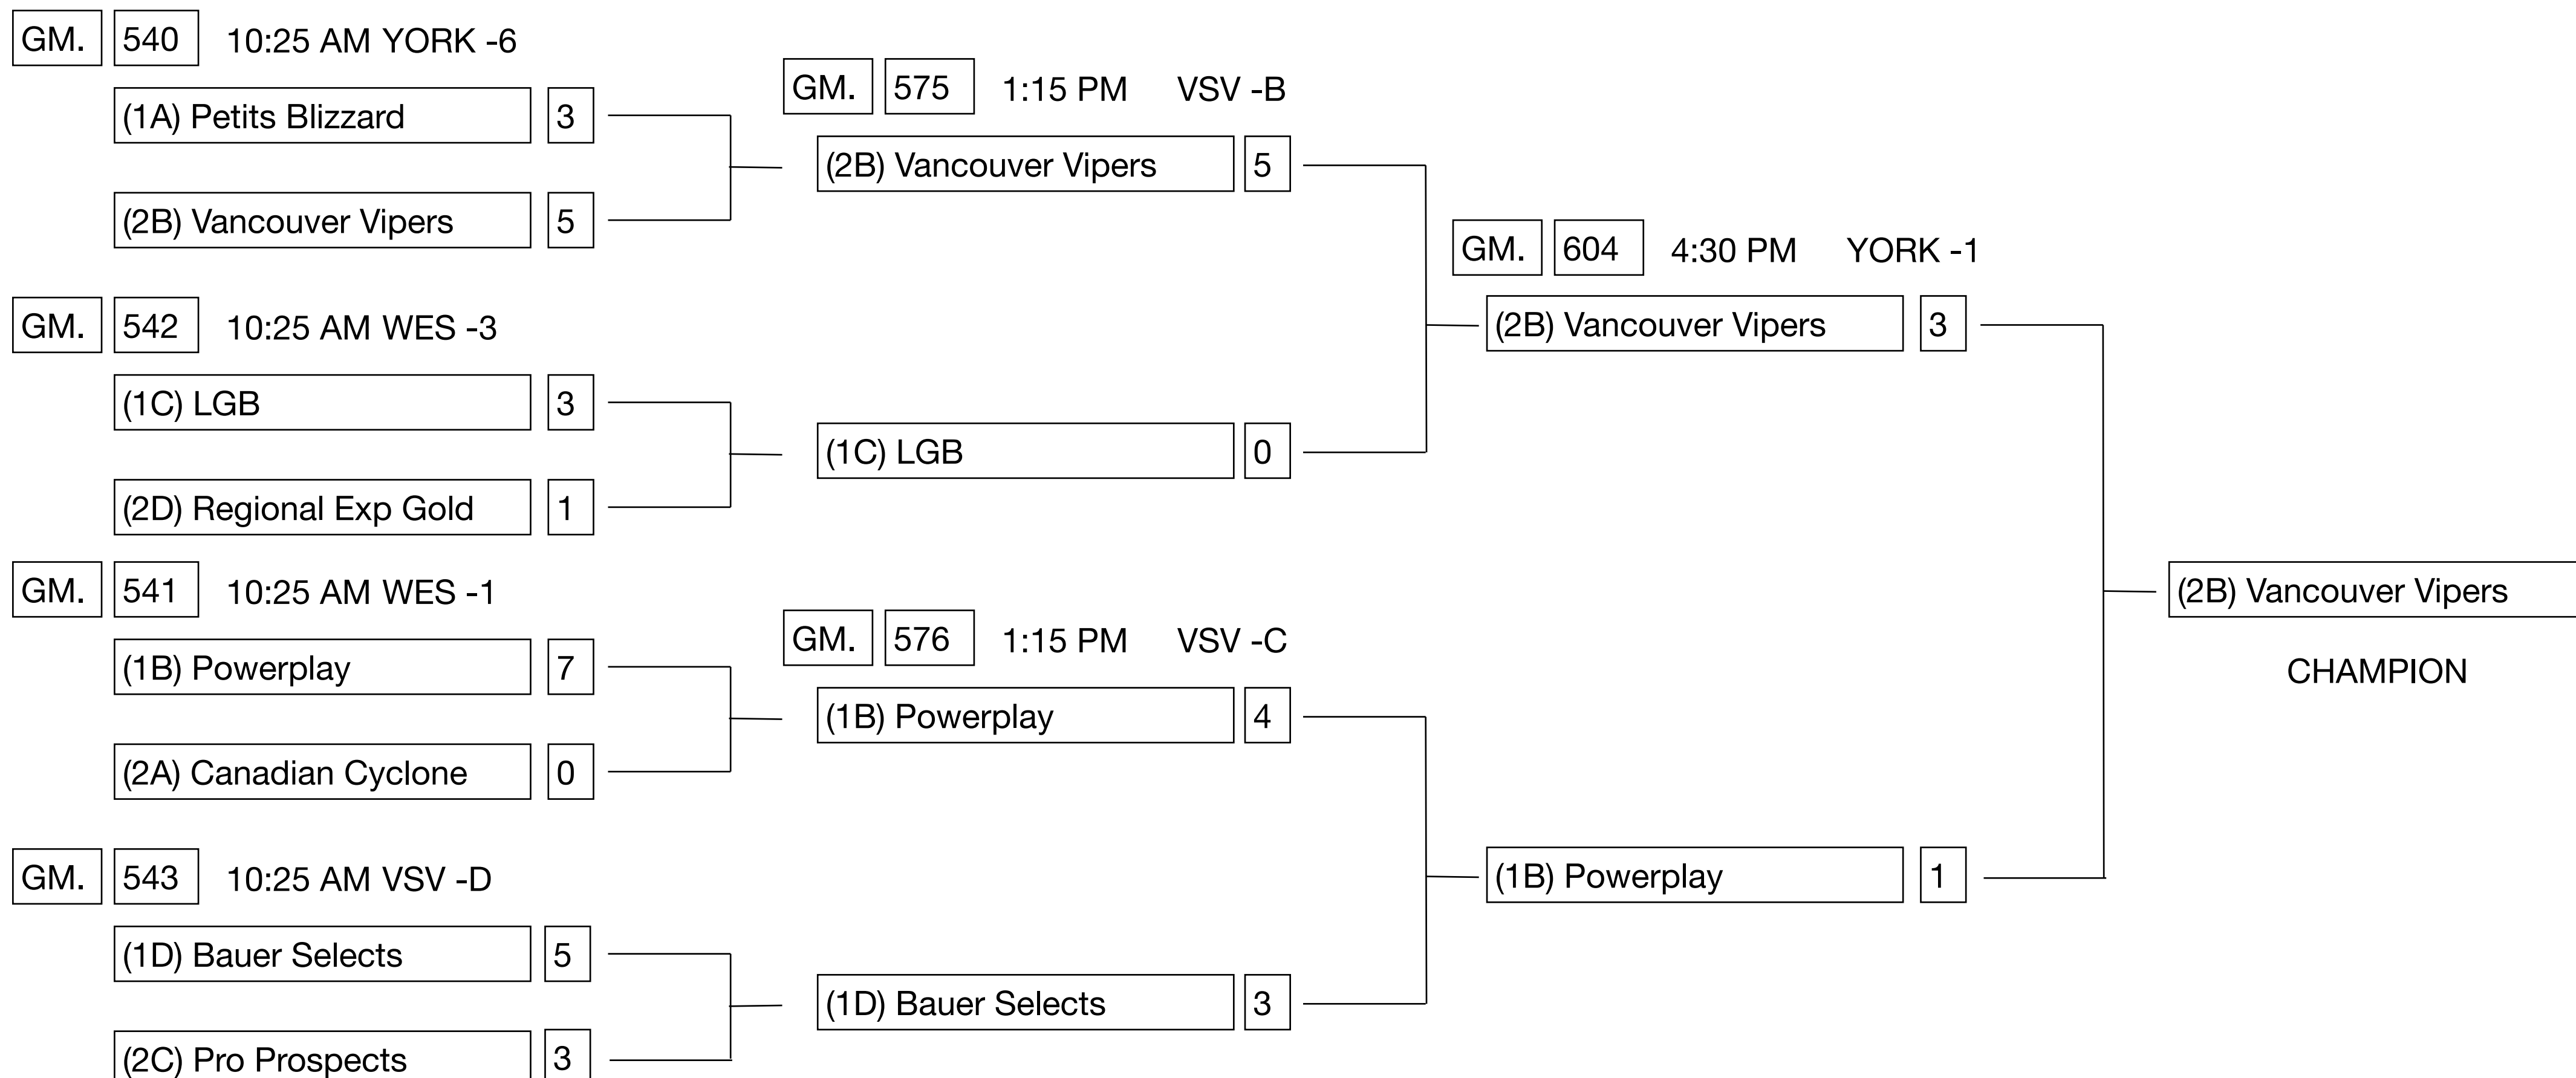 GM. 540 10:25 AM YORK -6
(1A) Petits Blizzard 3
(2B) Vancouver Vipers 5
GM. 542 10:25 AM WES -3
(1C) LGB 3
(2D) Regional Exp Gold 1
GM. 541 10:25 AM WES -1
(1B) Powerplay 7
(2A) Canadian Cyclone 0
GM. 543 10:25 AM VSV -D
(1D) Bauer Selects 5
(2C) Pro Prospects 3
GM. 575 1:15 PM VSV -B
(2B) Vancouver Vipers 5
(1C) LGB 0
GM. 576 1:15 PM VSV -C
(1B) Powerplay 4
(1D) Bauer Selects 3
GM. 604 4:30 PM YORK -1
(2B) Vancouver Vipers 3
(1B) Powerplay 1
(2B) Vancouver Vipers
CHAMPION